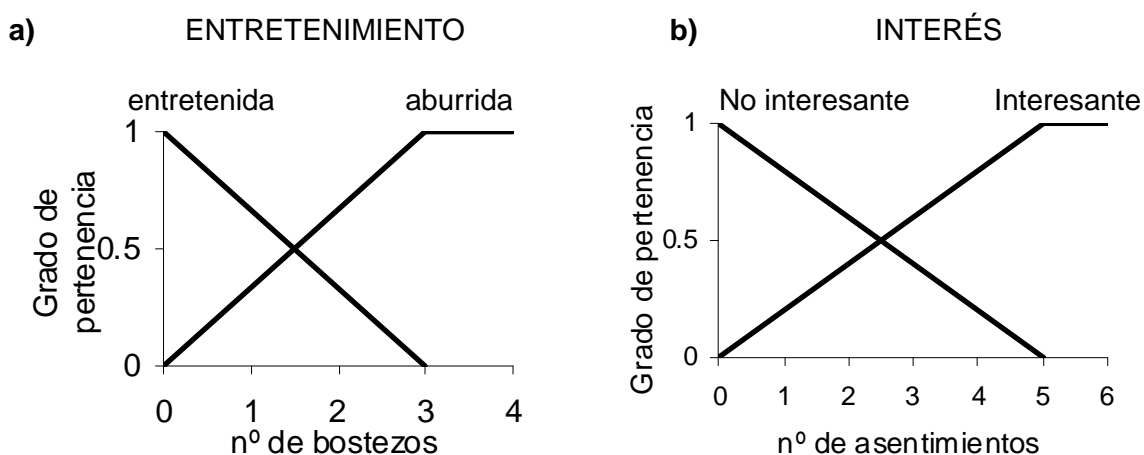 a) ENTRETENIMIENTO
entretenida aburrida
1
0.5
0
Grado de
pertenencia
0 1 2 3 4
nº de bostezos
b) INTERÉS
No interesante Interesante
1
0.5
0
Grado de pertenencia
0 1 2 3 4 5 6
nº de asentimientos